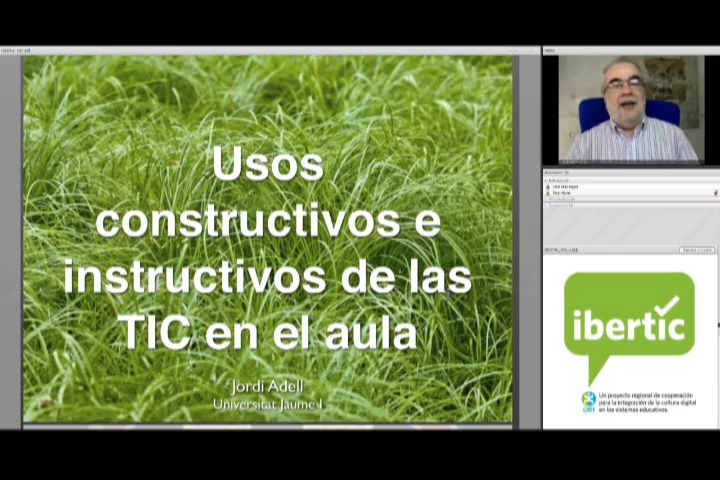 Usos
constructivos e
instructivos de las
TIC en el aula
Jordi Adell
Universitat Jaume I
ibertic
OEI
Un proyecto regional de cooperación
para la integración de la cultura digital
en los sistemas educativos.